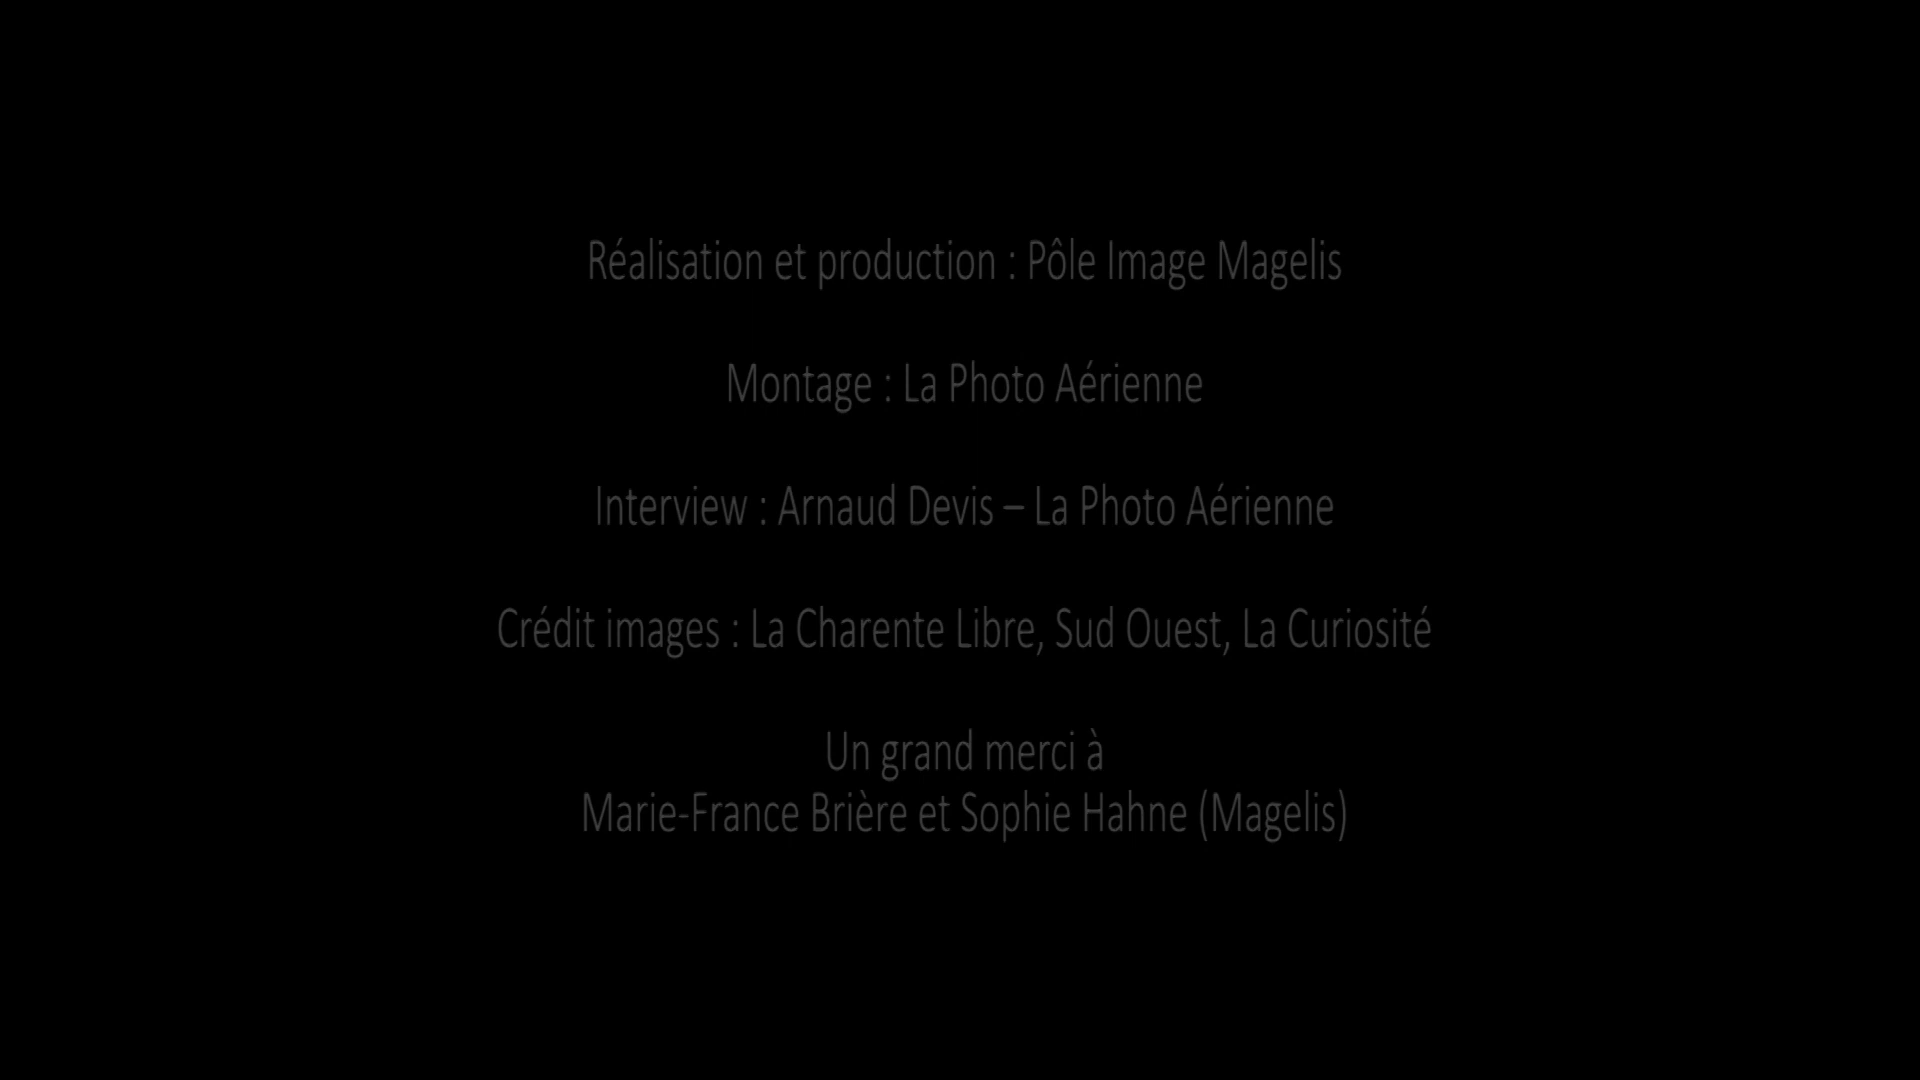 Réalisation et production : Pôle Image Magelis
Montage : La Photo Aérienne
Interview : Arnaud Devis – La Photo Aérienne
Crédit images : La Charente Libre, Sud Ouest, La Curiosité
Un grand merci à
Marie-France Brière et Sophie Hahne (Magelis)